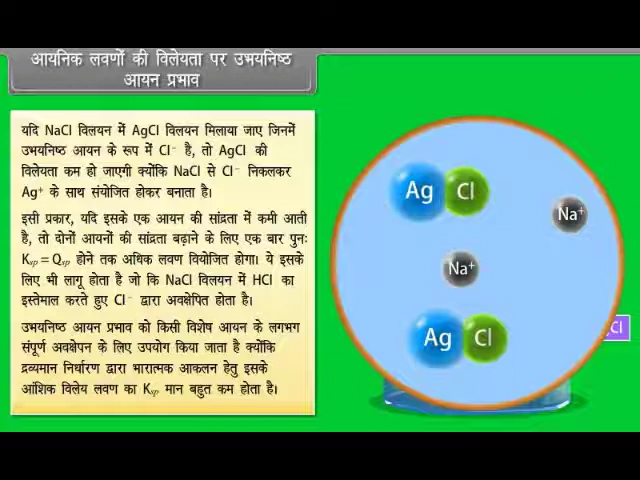 आयनिक लवणों की विलेयता पर उभयनिष्ठ
आयन प्रभाव
यदि NaCl विलयन में AgCl विलयन मिलाया जाए जिनमें
उभयनिष्ठ आयन के रूप में Cl⁻ है, तो AgCl की
विलेयता कम हो जाएगी क्योंकि NaCl से Cl⁻ निकलकर
Ag⁺ के साथ संयोजित होकर बनाता है।
इसी प्रकार, यदि इसके एक आयन की सांद्रता में कमी आती
है, तो दोनों आयनों की सांद्रता बढ़ाने के लिए एक बार पुनः
Ksp = Qsp होने तक अधिक लवण वियोजित होगा। ये इसके
लिए भी लागू होता है जो कि NaCl विलयन में HCl का
इस्तेमाल करते हुए Cl⁻ द्वारा अवक्षेपित होता है।
उभयनिष्ठ आयन प्रभाव को किसी विशेष आयन के लगभग
संपूर्ण अवक्षेपन के लिए उपयोग किया जाता है क्योंकि
द्रव्यमान निर्धारण द्वारा भारात्मक आकलन हेतु इसके
आंशिक विलेय लवण का Ksp मान बहुत कम होता है।
Ag Cl
Na⁺
Na⁺
Ag Cl